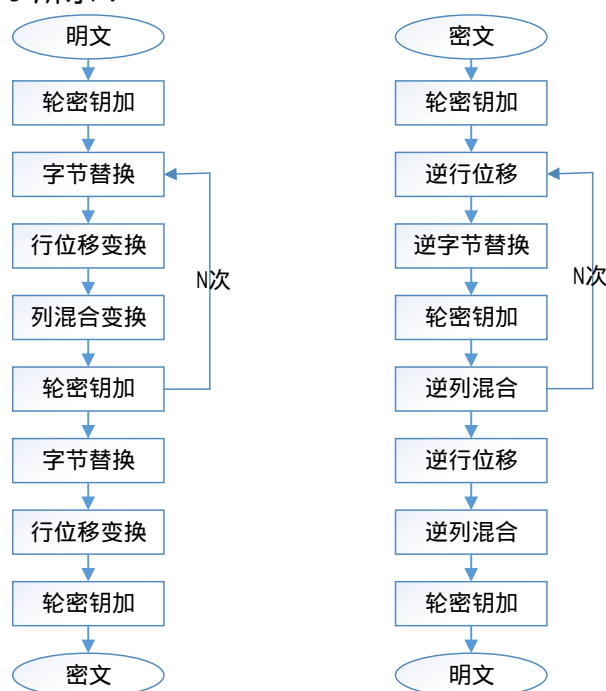 明文
轮密钥加
字节替换
行位移变换
N次
列混合变换
轮密钥加
字节替换
行位移变换
轮密钥加
密文
密文
轮密钥加
逆行位移
逆字节替换
N次
轮密钥加
逆列混合
逆行位移
逆列混合
轮密钥加
明文